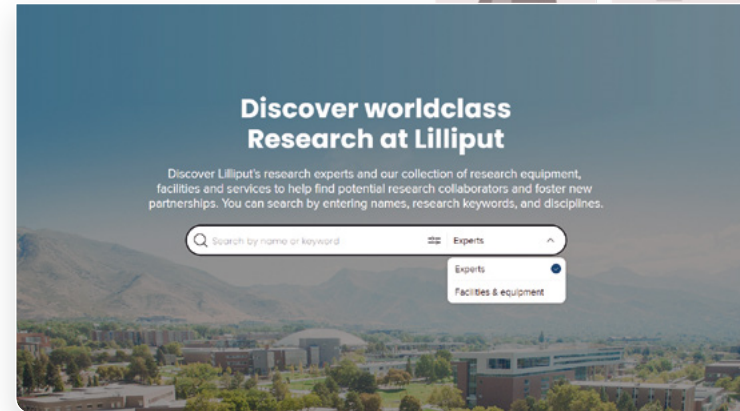 Discover worldclass
Research at Lilliput
Discover Lilliput's research experts and our collection of research equipment,
facilities and services to help find potential research collaborators and foster new
partnerships. You can search by entering names, research keywords, and disciplines.
Search by name or keyword
Experts
Experts
Facilities & equipment